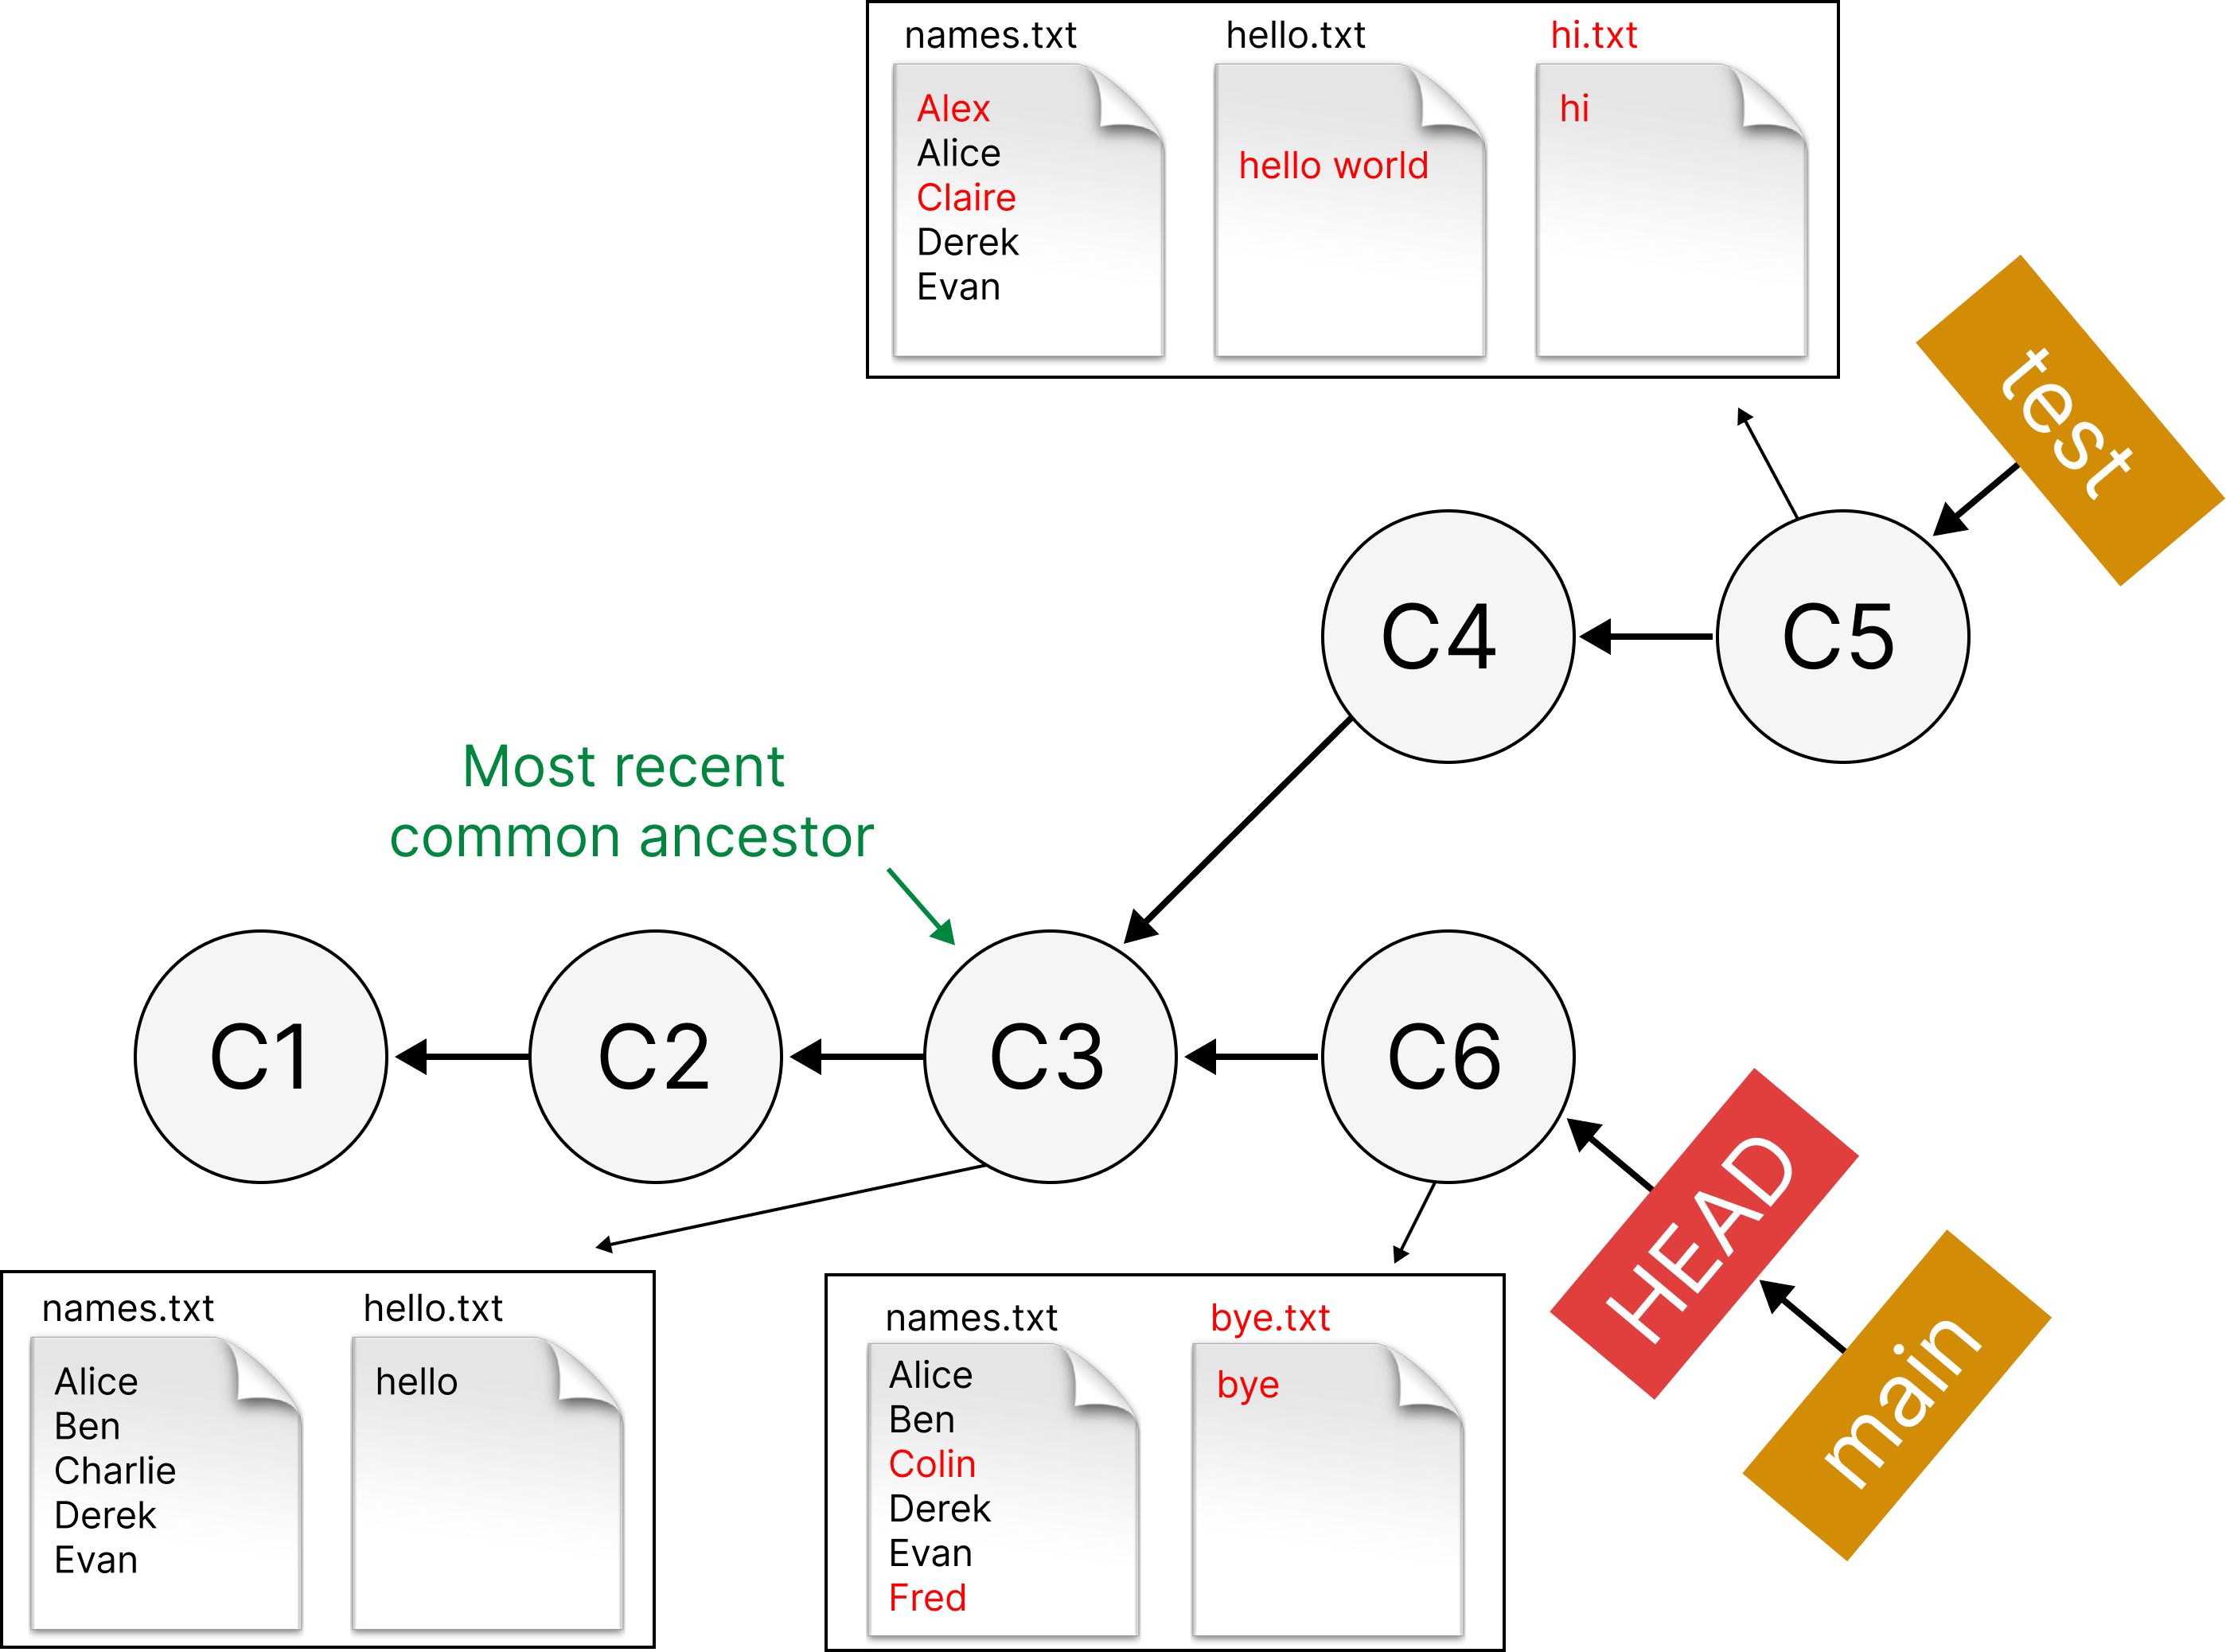 names.txt
hello.txt
hi.txt
Alex
Alice
Claire
Derek
Evan
hello world
hi
test
C4
C5
Most recent
common ancestor
C1
C2
C3
C6
HEAD
main
names.txt
hello.txt
Alice
Ben
Charlie
Derek
Evan
hello
names.txt
bye.txt
Alice
Ben
Colin
Derek
Evan
Fred
bye